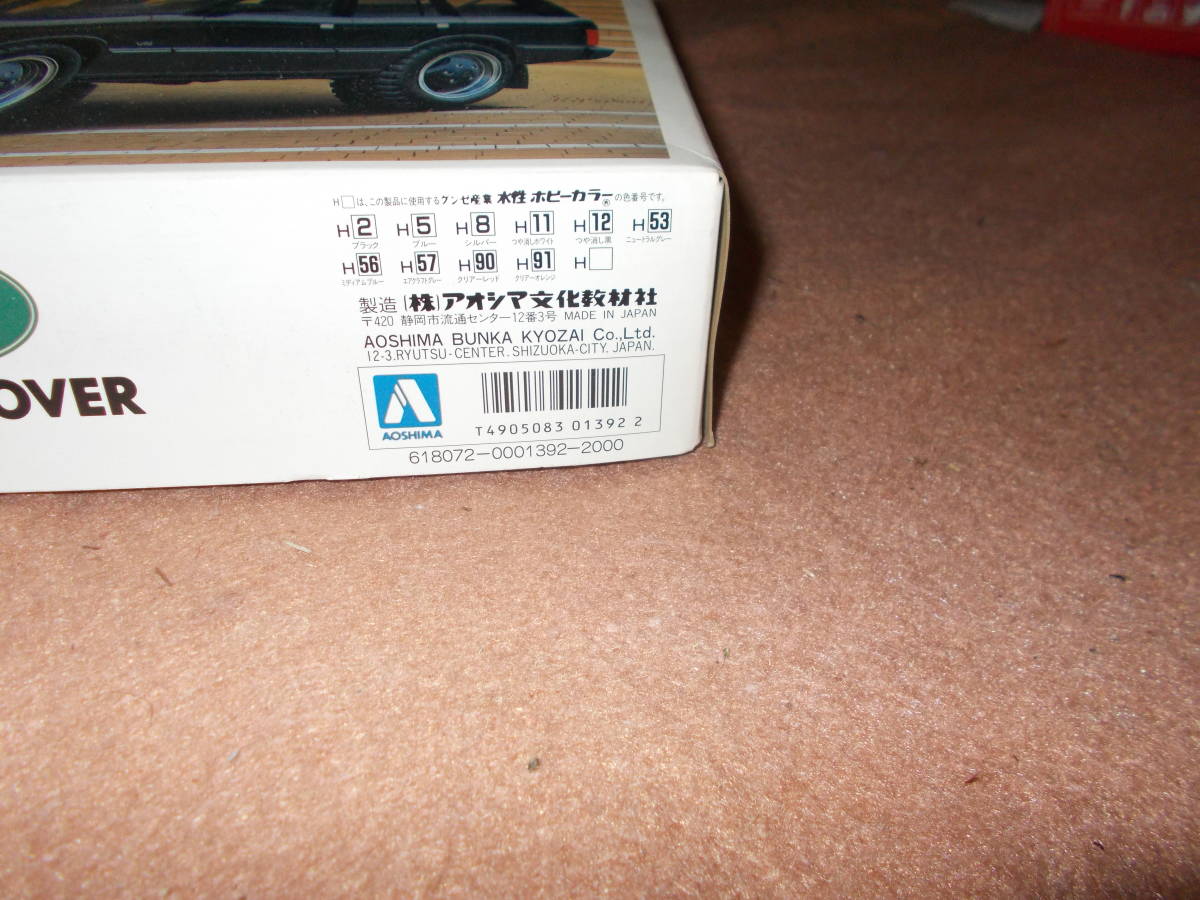 H□は、この製品に使用するグンゼ産業 水性 ホビーカラー®の色番号です。
H2 H5 H8 H11 H12 H53
ブラック ブルー シルバー つや消しホワイト つや消し黒 ニュートラルグレー
H56 H57 H90 H91 H□
ミディアムブルー エアクラフトグレー クリアーレッド クリアーオレンジ
製造 (株)アオシマ文化教材社
〒420 静岡市流通センター12番3号 MADE IN JAPAN
AOSHIMA BUNKA KYOZAI Co.,Ltd.
12-3.RYUTSU-CENTER. SHIZUOKA-CITY. JAPAN.
OVER
AOSHIMA
T4905083 01392 2
618072-0001392-2000